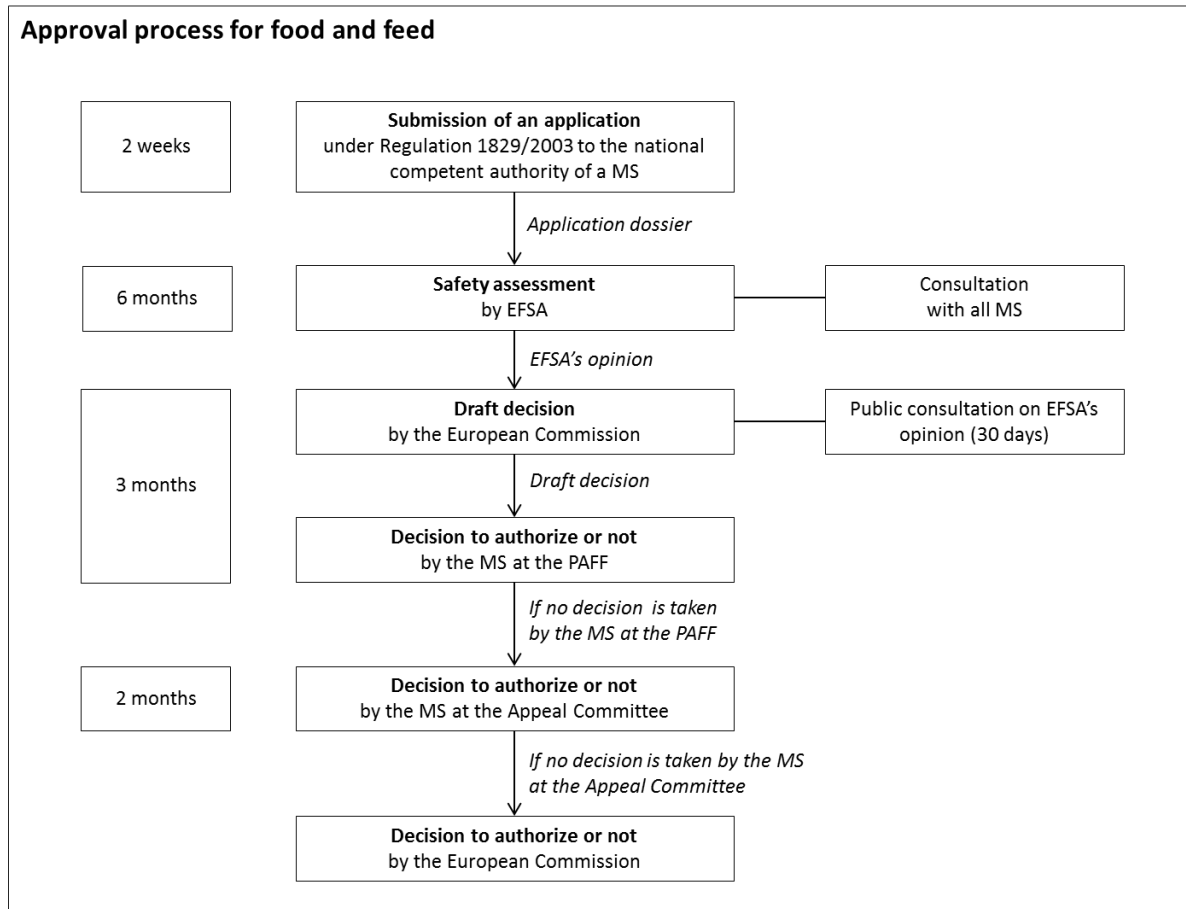 Approval process for food and feed
2 weeks
Submission of an application
under Regulation 1829/2003 to the national
competent authority of a MS
Application dossier
6 months
Safety assessment
by EFSA
Consultation
with all MS
EFSA’s opinion
3 months
Draft decision
by the European Commission
Public consultation on EFSA’s
opinion (30 days)
Draft decision
Decision to authorize or not
by the MS at the PAFF
If no decision is taken
by the MS at the PAFF
2 months
Decision to authorize or not
by the MS at the Appeal Committee
If no decision is taken by the MS
at the Appeal Committee
Decision to authorize or not
by the European Commission